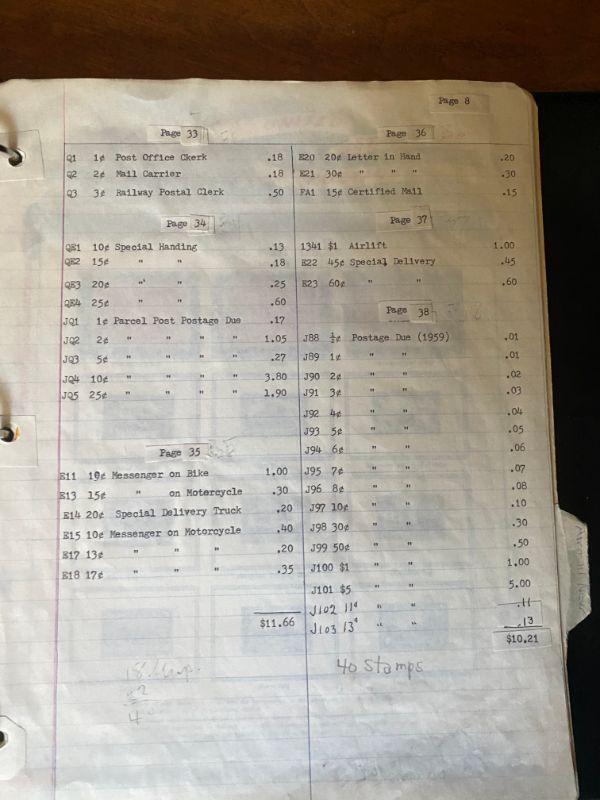 Page 8
Page 33
Q1 1¢ Post Office Ckerk .18
Q2 2¢ Mail Carrier .18
Q3 3¢ Railway Postal Clerk .50
Page 34
QE1 10¢ Special Handing .13
QE2 15¢ " " .18
QE3 20¢ " " .25
QE4 25¢ " " .60
JQ1 1¢ Parcel Post Postage Due .17
JQ2 2¢ " " " " 1.05
JQ3 5¢ " " " " .27
JQ4 10¢ " " " " 3.80
JQ5 25¢ " " " " 1.90
Page 35
E11 10¢ Messenger on Bike 1.00
E13 15¢ " on Motorcycle .30
E14 20¢ Special Delivery Truck .20
E15 10¢ Messenger on Motorcycle .40
E17 13¢ " " " .20
E18 17¢ " " " .35
$11.66
Page 36
E20 20¢ Letter in Hand .20
E21 30¢ " " " .30
FA1 15¢ Certified Mail .15
Page 37
1341 $1 Airlift 1.00
E22 45¢ Special Delivery .45
E23 60¢ " " .60
Page 38
J88 ½¢ Postage Due (1959) .01
J89 1¢ " " .01
J90 2¢ " " .02
J91 3¢ " " .03
J92 4¢ " " .04
J93 5¢ " " .05
J94 6¢ " " .06
J95 7¢ " " .07
J96 8¢ " " .08
J97 10¢ " " .10
J98 30¢ " " .30
J99 50¢ " " .50
J100 $1 " " 1.00
J101 $5 " " 5.00
J102 11¢ " " .11
J103 13¢ " " .13
$10.21
40 Stamps